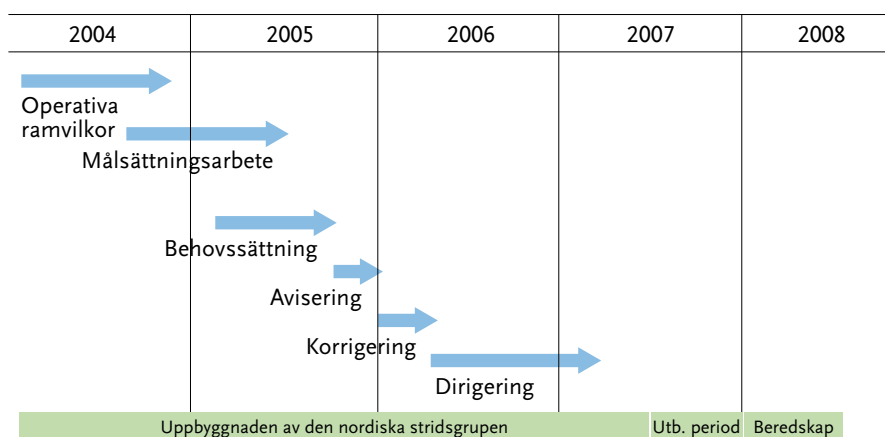 2004 2005 2006 2007 2008
Operativa
ramvilkor
Målsättningsarbete
Behovssättning
Avisering
Korrigering
Dirigering
Uppbyggnaden av den nordiska stridsgrupen Utb. period Beredskap